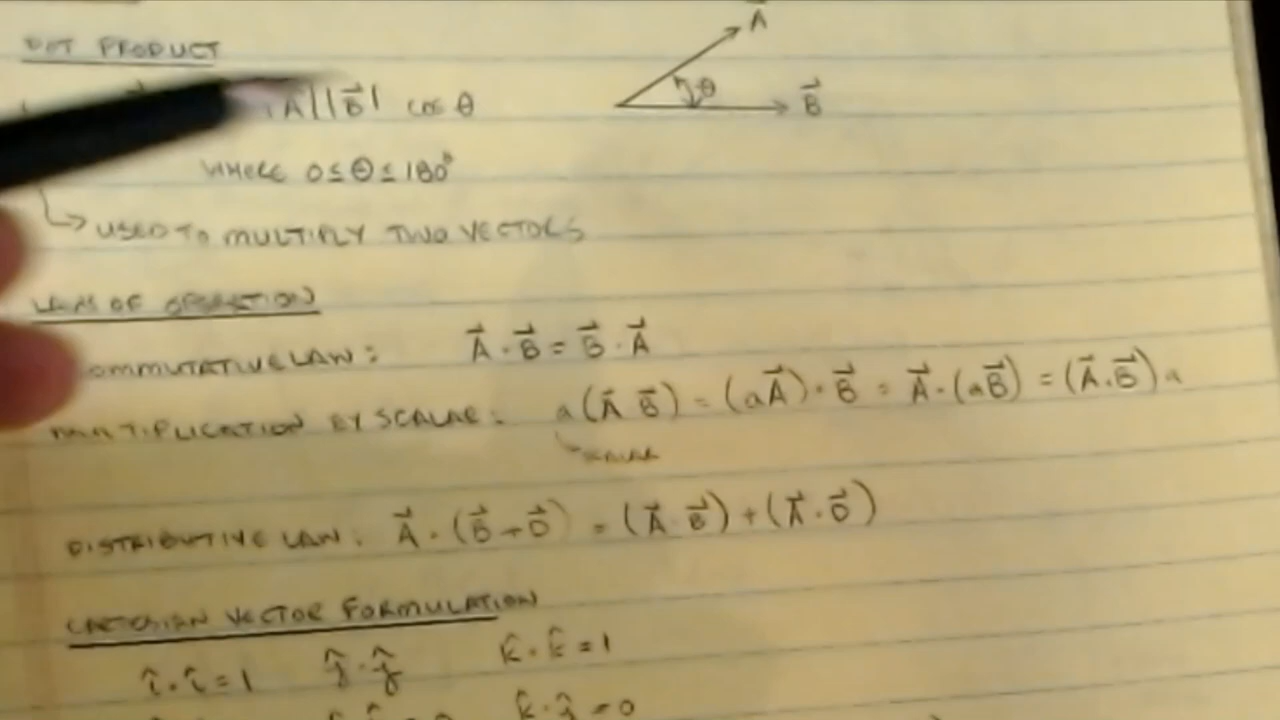 DOT PRODUCT
A⃗
|A⃗||B⃗| cos θ
θ
B⃗
WHERE 0≤θ≤180°
↳ USED TO MULTIPLY TWO VECTORS
LAWS OF OPERATION
COMMUTATIVE LAW: A⃗·B⃗=B⃗·A⃗
MULTIPLICATION BY SCALAR: a(A⃗ B⃗) = (aA⃗)·B⃗ = A⃗·(aB⃗) = (A⃗·B⃗)a
SCALAR
DISTRIBUTIVE LAW: A⃗·(B⃗+D⃗) = (A⃗·B⃗)+(A⃗·D⃗)
CARTESIAN VECTOR FORMULATION
î·î=1 ĵ·ĵ k̂·k̂=1
k̂·ĵ=0